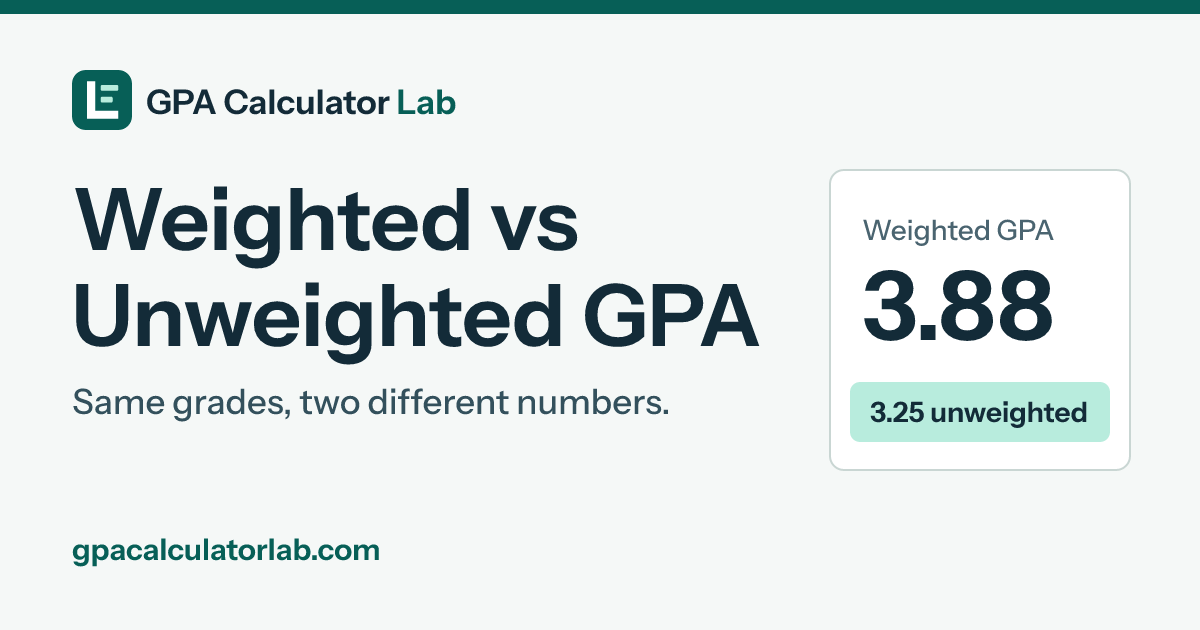 GPA Calculator Lab
Weighted vs
Unweighted GPA
Same grades, two different numbers.
Weighted GPA
3.88
3.25 unweighted
gpacalculatorlab.com